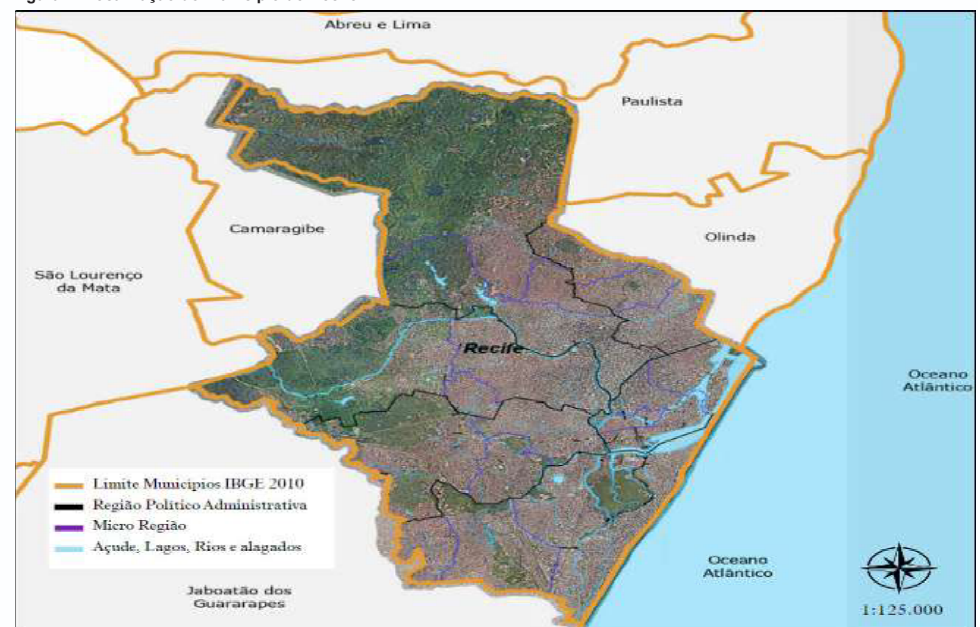 Abreu e Lima
Paulista
Camaragibe
Olinda
São Lourenço
da Mata
Recife
Oceano
Atlântico
Limite Municípios IBGE 2010
Região Político Administrativa
Micro Região
Açude, Lagos, Rios e alagados
Oceano
Atlântico
Jaboatão dos
Guararapes
1:125.000